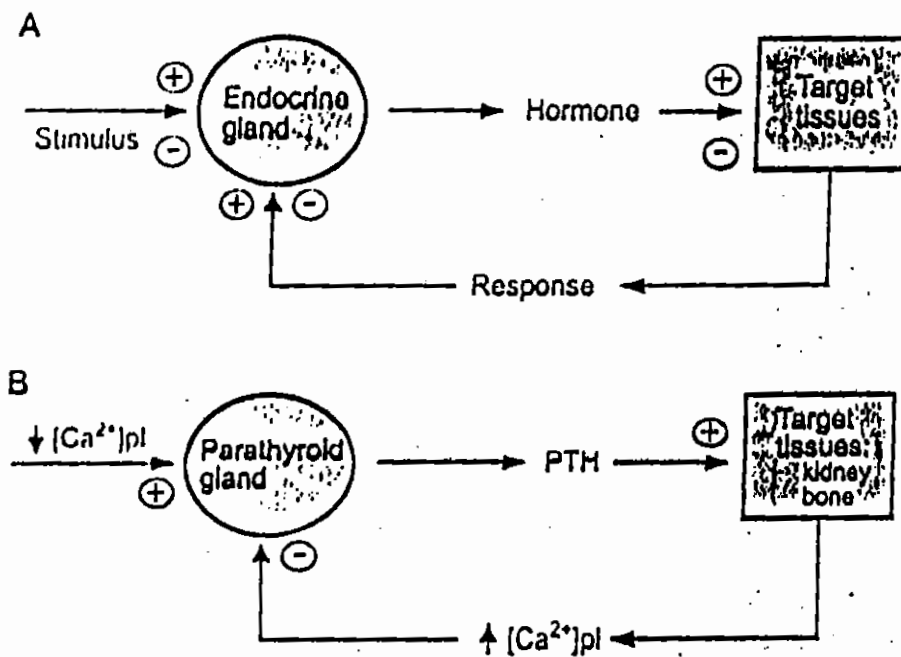 A
Endocrine
gland
Stimulus
+
-
+
-
Hormone
+
-
Target
tissues
Response
B
↓ [Ca²⁺]pl
+
Parathyroid
gland
-
PTH
+
Target
tissues:
kidney
bone
↑ [Ca²⁺]pl